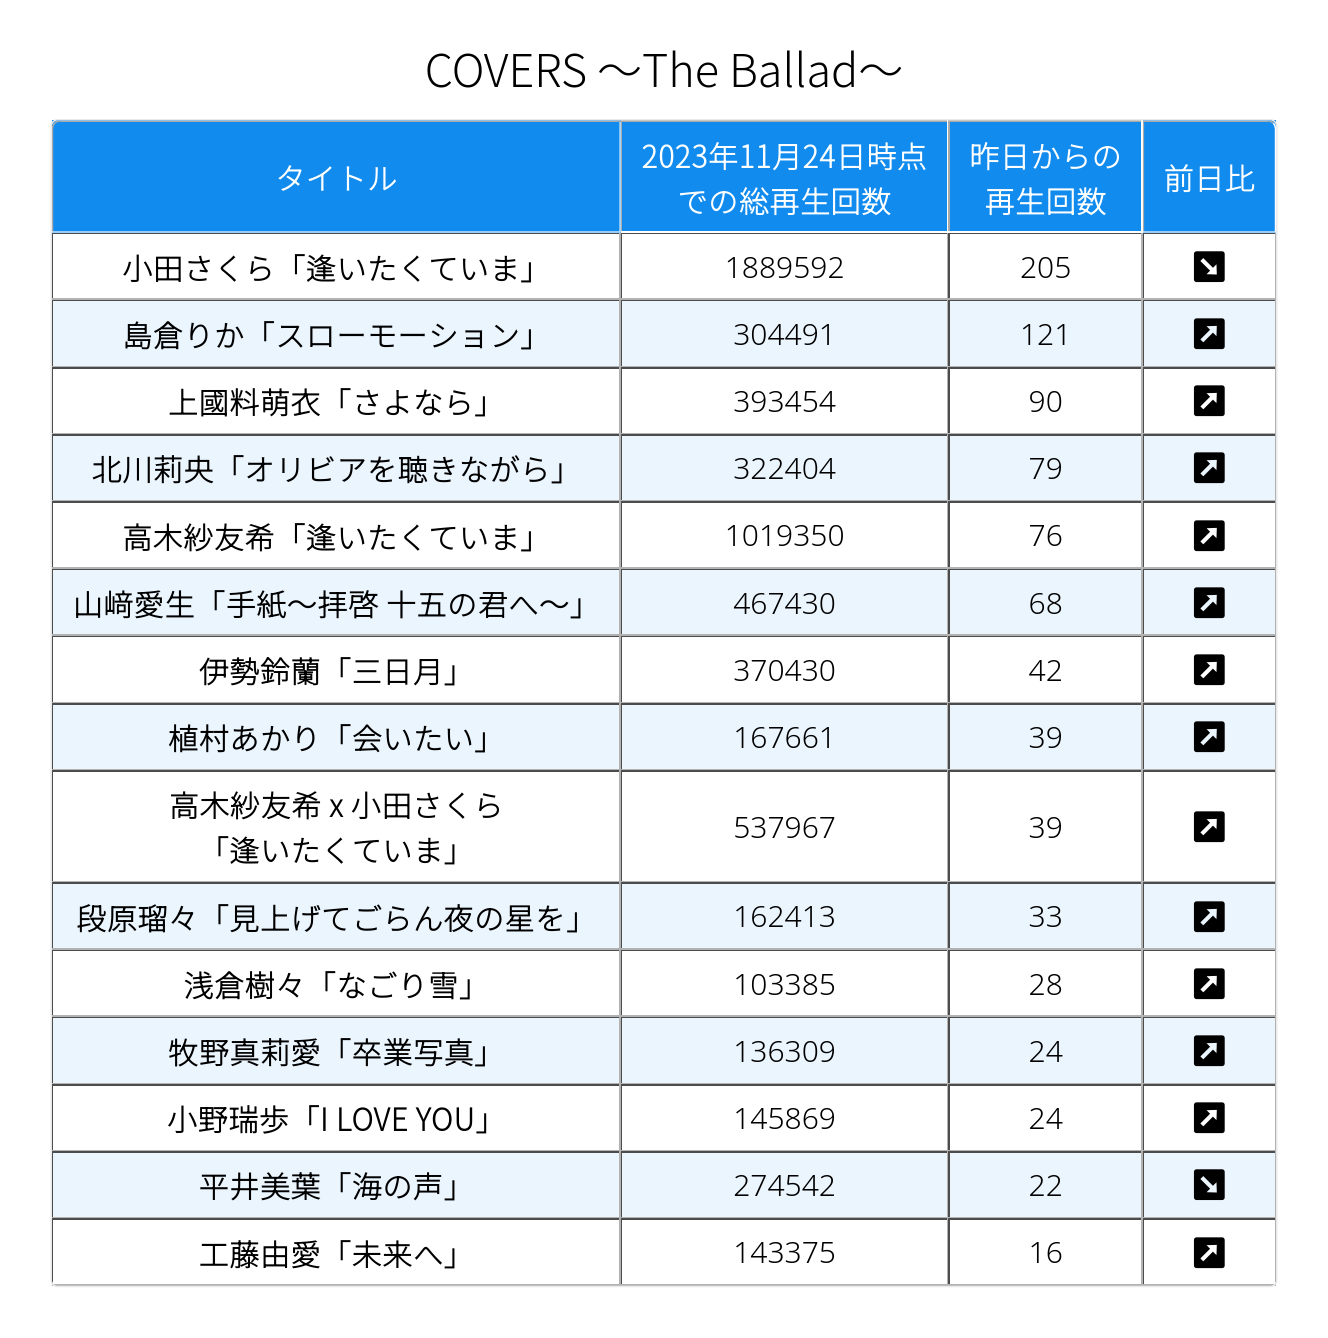 COVERS ～The Ballad～
タイトル
2023年11月24日時点
での総再生回数
昨日からの
再生回数
前日比
小田さくら「逢いたくていま」 1889592 205 ↘
島倉りか「スローモーション」 304491 121 ↗
上國料萌衣「さよなら」 393454 90 ↗
北川莉央「オリビアを聴きながら」 322404 79 ↗
高木紗友希「逢いたくていま」 1019350 76 ↗
山﨑愛生「手紙～拝啓 十五の君へ～」 467430 68 ↗
伊勢鈴蘭「三日月」 370430 42 ↗
植村あかり「会いたい」 167661 39 ↗
高木紗友希 x 小田さくら
「逢いたくていま」 537967 39 ↗
段原瑠々「見上げてごらん夜の星を」 162413 33 ↗
浅倉樹々「なごり雪」 103385 28 ↗
牧野真莉愛「卒業写真」 136309 24 ↗
小野瑞歩「I LOVE YOU」 145869 24 ↗
平井美葉「海の声」 274542 22 ↘
工藤由愛「未来へ」 143375 16 ↗